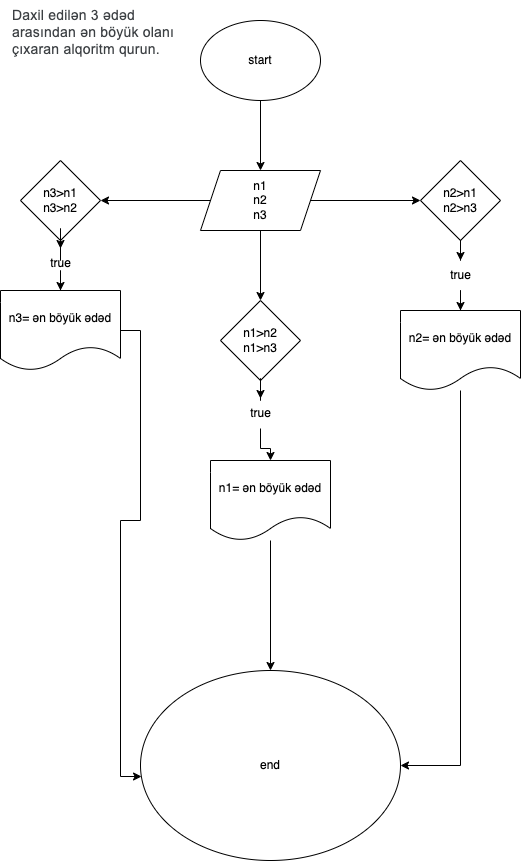 Daxil edilən 3 ədəd
arasından ən böyük olanı
çıxaran alqoritm qurun.
start
n1
n2
n3
n3>n1
n3>n2
n2>n1
n2>n3
true
true
n3= ən böyük ədəd
n1>n2
n1>n3
n2= ən böyük ədəd
true
n1= ən böyük ədəd
end